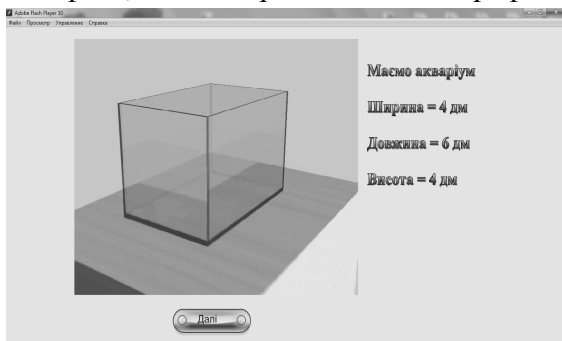 Adobe Flash Player 10
Файл Просмотр Управление Справка
Маємо акваріум
Ширина = 4 дм
Довжина = 6 дм
Висота = 4 дм
Далі